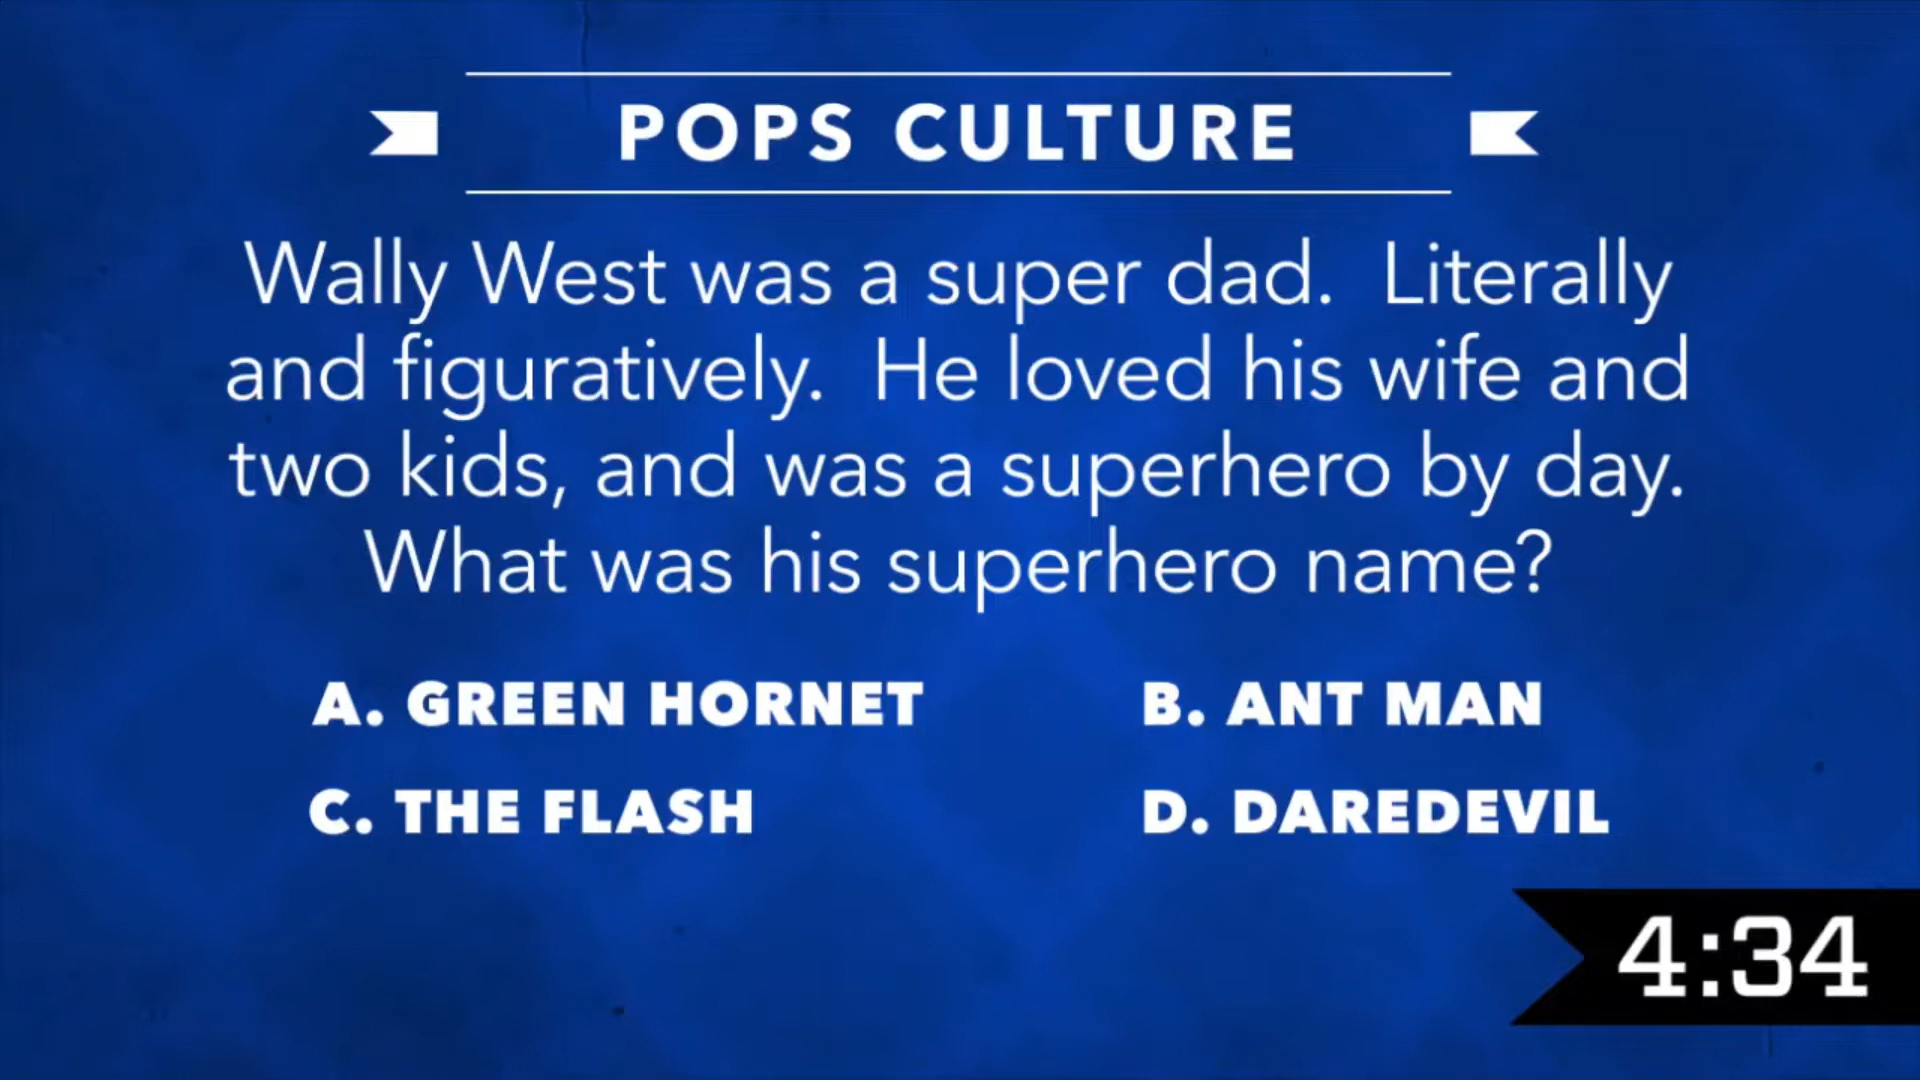 POPS CULTURE
Wally West was a super dad.  Literally
and figuratively.  He loved his wife and
two kids, and was a superhero by day.
What was his superhero name?
A. GREEN HORNET
B. ANT MAN
C. THE FLASH
D. DAREDEVIL
4:34